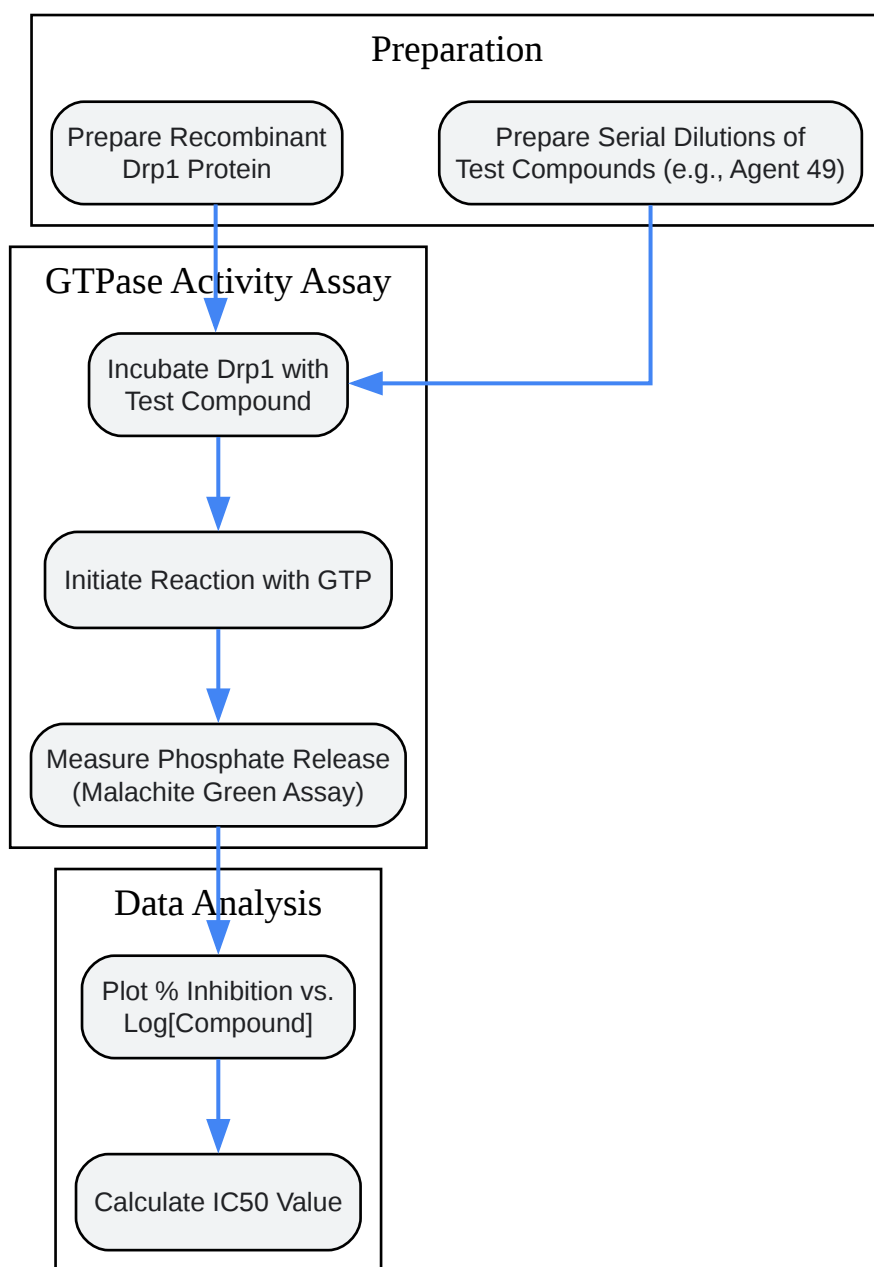 Preparation
Prepare Recombinant
Drp1 Protein
Prepare Serial Dilutions of
Test Compounds (e.g., Agent 49)
GTPase Activity Assay
Incubate Drp1 with
Test Compound
Initiate Reaction with GTP
Measure Phosphate Release
(Malachite Green Assay)
Data Analysis
Plot % Inhibition vs.
Log[Compound]
Calculate IC50 Value